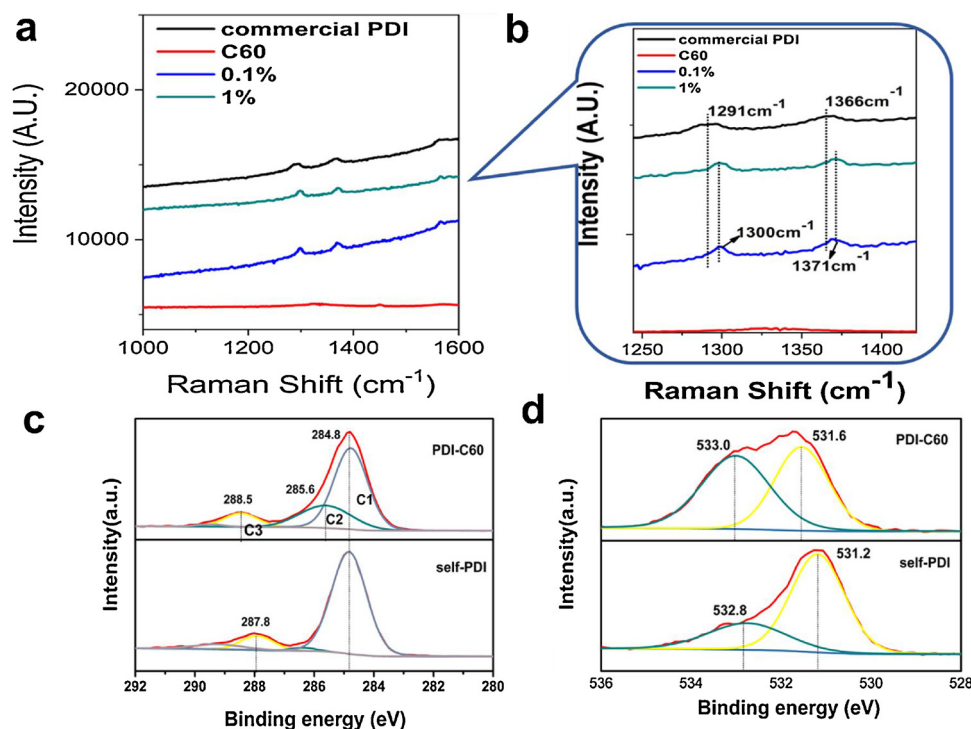 a
commercial PDI
C60
0.1%
1%
20000
10000
Intensity (A.U.)
1000 1200 1400 1600
Raman Shift (cm-1)
b
commercial PDI
C60
0.1%
1%
1291cm-1 1366cm-1
1300cm-1
1371cm-1
Intensity (A.U.)
1250 1300 1350 1400
Raman Shift (cm-1)
c
PDI-C60
284.8
285.6
288.5
C1
C2
C3
self-PDI
287.8
Intensity(a.u.)
292 290 288 286 284 282 280
Binding energy (eV)
d
533.0 531.6
PDI-C60
531.2
self-PDI
532.8
Intensity(a.u.)
536 534 532 530 528
Binding energy (eV)